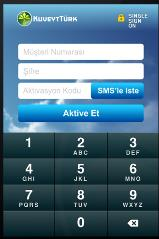 KUVEYTTÜRK
SINGLE
SIGN
ON
Müşteri Numarası
Şifre
Aktivasyon Kodu SMS'le İste
Aktive Et
1 2 ABC 3 DEF
4 GHI 5 JKL 6 MNO
7 PQRS 8 TUV 9 WXYZ
0